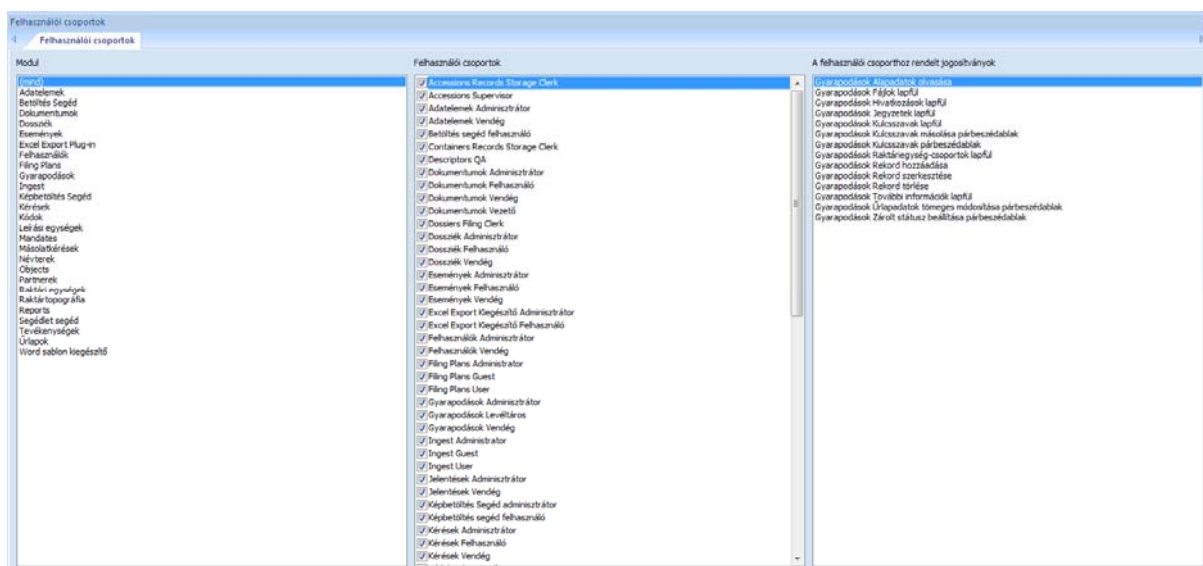 Felhasználói csoportok
Felhasználói csoportok
Modul
(mind)
Adatelemek
Betöltés Segéd
Dokumentumok
Dossziék
Események
Excel Export Plug-in
Felhasználók
Filing Plans
Gyarapodások
Ingest
Képbetöltés Segéd
Kérések
Kódok
Leírási egységek
Mandates
Másolatkérések
Névterek
Objects
Partnerek
Raktári egységek
Raktártopográfia
Reports
Segédlet segéd
Tevékenységek
Űrlapok
Word sablon kiegészítő
Felhasználói csoportok
Accessions Records Storage Clerk
Accessions Supervisor
Adatelemek Adminisztrátor
Adatelemek Vendég
Betöltés segéd felhasználó
Containers Records Storage Clerk
Descriptors QA
Dokumentumok Adminisztrátor
Dokumentumok Felhasználó
Dokumentumok Vendég
Dokumentumok Vezető
Dossiers Filing Clerk
Dossziék Adminisztrátor
Dossziék Felhasználó
Dossziék Vendég
Események Adminisztrátor
Események Felhasználó
Események Vendég
Excel Export Kiegészítő Adminisztrátor
Excel Export Kiegészítő Felhasználó
Felhasználók Adminisztrátor
Felhasználók Vendég
Filing Plans Administrator
Filing Plans Guest
Filing Plans User
Gyarapodások Adminisztrátor
Gyarapodások Levéltáros
Gyarapodások Vendég
Ingest Administrator
Ingest Guest
Ingest User
Jelentések Adminisztrátor
Jelentések Vendég
Képbetöltés Segéd adminisztrátor
Képbetöltés segéd felhasználó
Kérések Adminisztrátor
Kérések Felhasználó
Kérések Vendég
A felhasználói csoporthoz rendelt jogosítványok
Gyarapodások Alapadatok olvasása
Gyarapodások Fájlok lapfül
Gyarapodások Hivatkozások lapfül
Gyarapodások Jegyzetek lapfül
Gyarapodások Kulcsszavak lapfül
Gyarapodások Kulcsszavak másolása párbeszédablak
Gyarapodások Kulcsszavak párbeszédablak
Gyarapodások Raktáriegység-csoportok lapfül
Gyarapodások Rekord hozzáadása
Gyarapodások Rekord szerkesztése
Gyarapodások Rekord törlése
Gyarapodások További információk lapfül
Gyarapodások Űrlapadatok tömeges módosítása párbeszédablak
Gyarapodások Zárolt státusz beállítása párbeszédablak